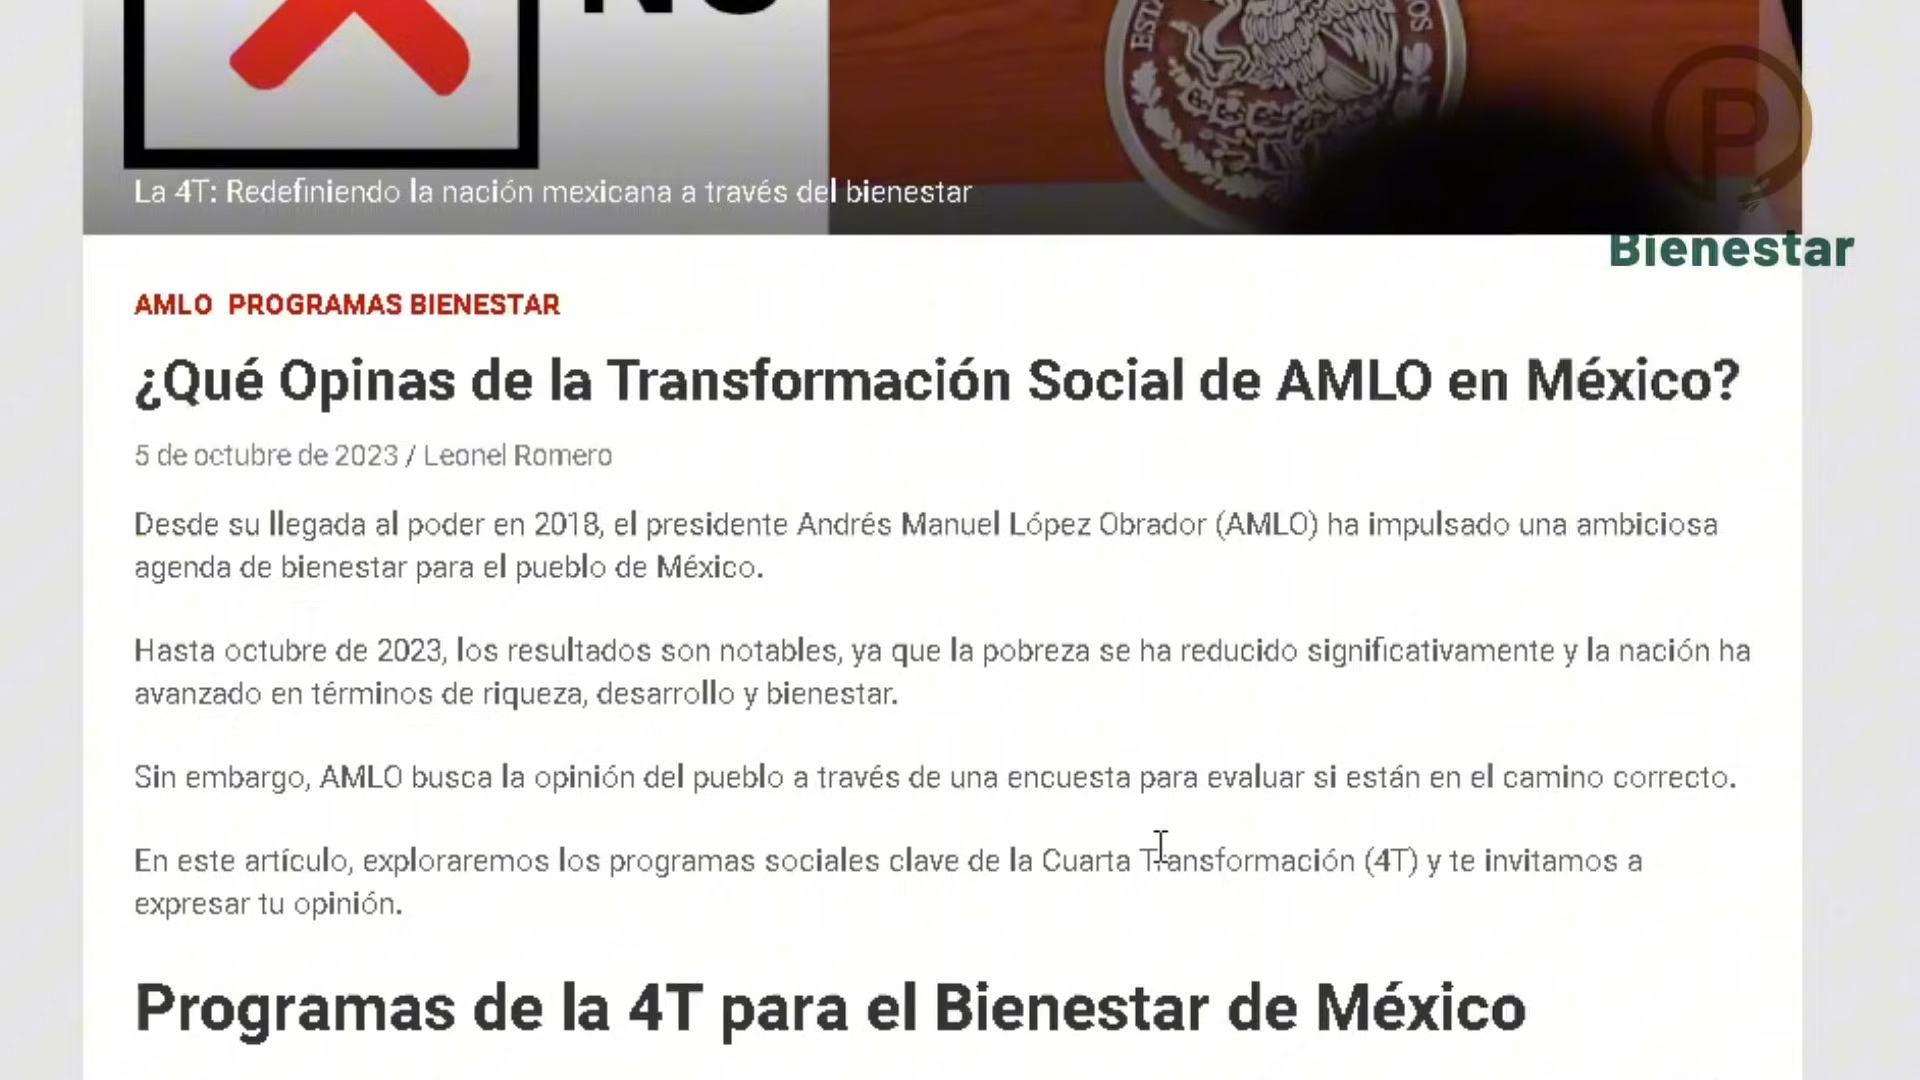 NO
ESTA
OS
P
La 4T: Redefiniendo la nación mexicana a través del bienestar
Bienestar
AMLO PROGRAMAS BIENESTAR
¿Qué Opinas de la Transformación Social de AMLO en México?
5 de octubre de 2023 / Leonel Romero
Desde su llegada al poder en 2018, el presidente Andrés Manuel López Obrador (AMLO) ha impulsado una ambiciosa
agenda de bienestar para el pueblo de México.
Hasta octubre de 2023, los resultados son notables, ya que la pobreza se ha reducido significativamente y la nación ha
avanzado en términos de riqueza, desarrollo y bienestar.
Sin embargo, AMLO busca la opinión del pueblo a través de una encuesta para evaluar si están en el camino correcto.
En este artículo, exploraremos los programas sociales clave de la Cuarta Transformación (4T) y te invitamos a
expresar tu opinión.
Programas de la 4T para el Bienestar de México